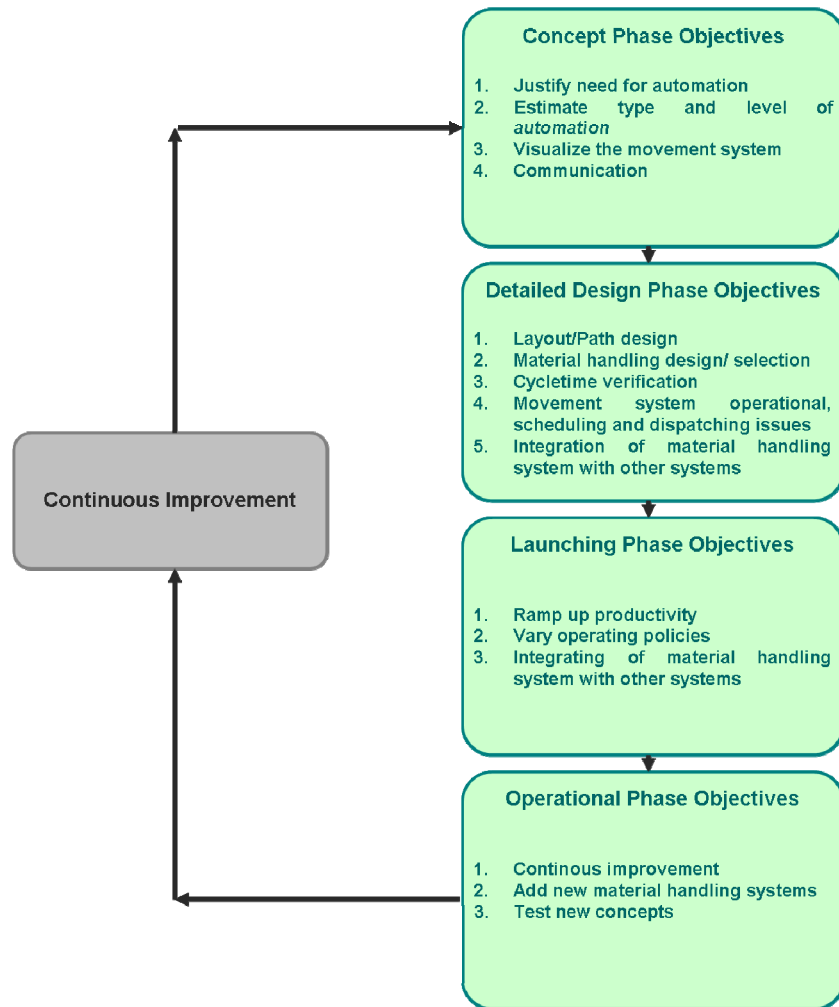 Concept Phase Objectives
1. Justify need for automation
2. Estimate type and level of
automation
3. Visualize the movement system
4. Communication
Detailed Design Phase Objectives
1. Layout/Path design
2. Material handling design/ selection
3. Cycletime verification
4. Movement system operational,
scheduling and dispatching issues
5. Integration of material handling
system with other systems
Continuous Improvement
Launching Phase Objectives
1. Ramp up productivity
2. Vary operating policies
3. Integrating of material handling
system with other systems
Operational Phase Objectives
1. Continous improvement
2. Add new material handling systems
3. Test new concepts